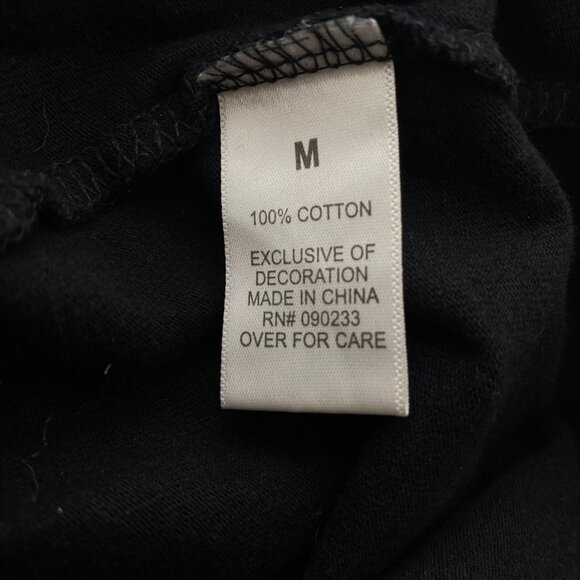 M
100% COTTON
EXCLUSIVE OF
DECORATION
MADE IN CHINA
RN# 090233
OVER FOR CARE